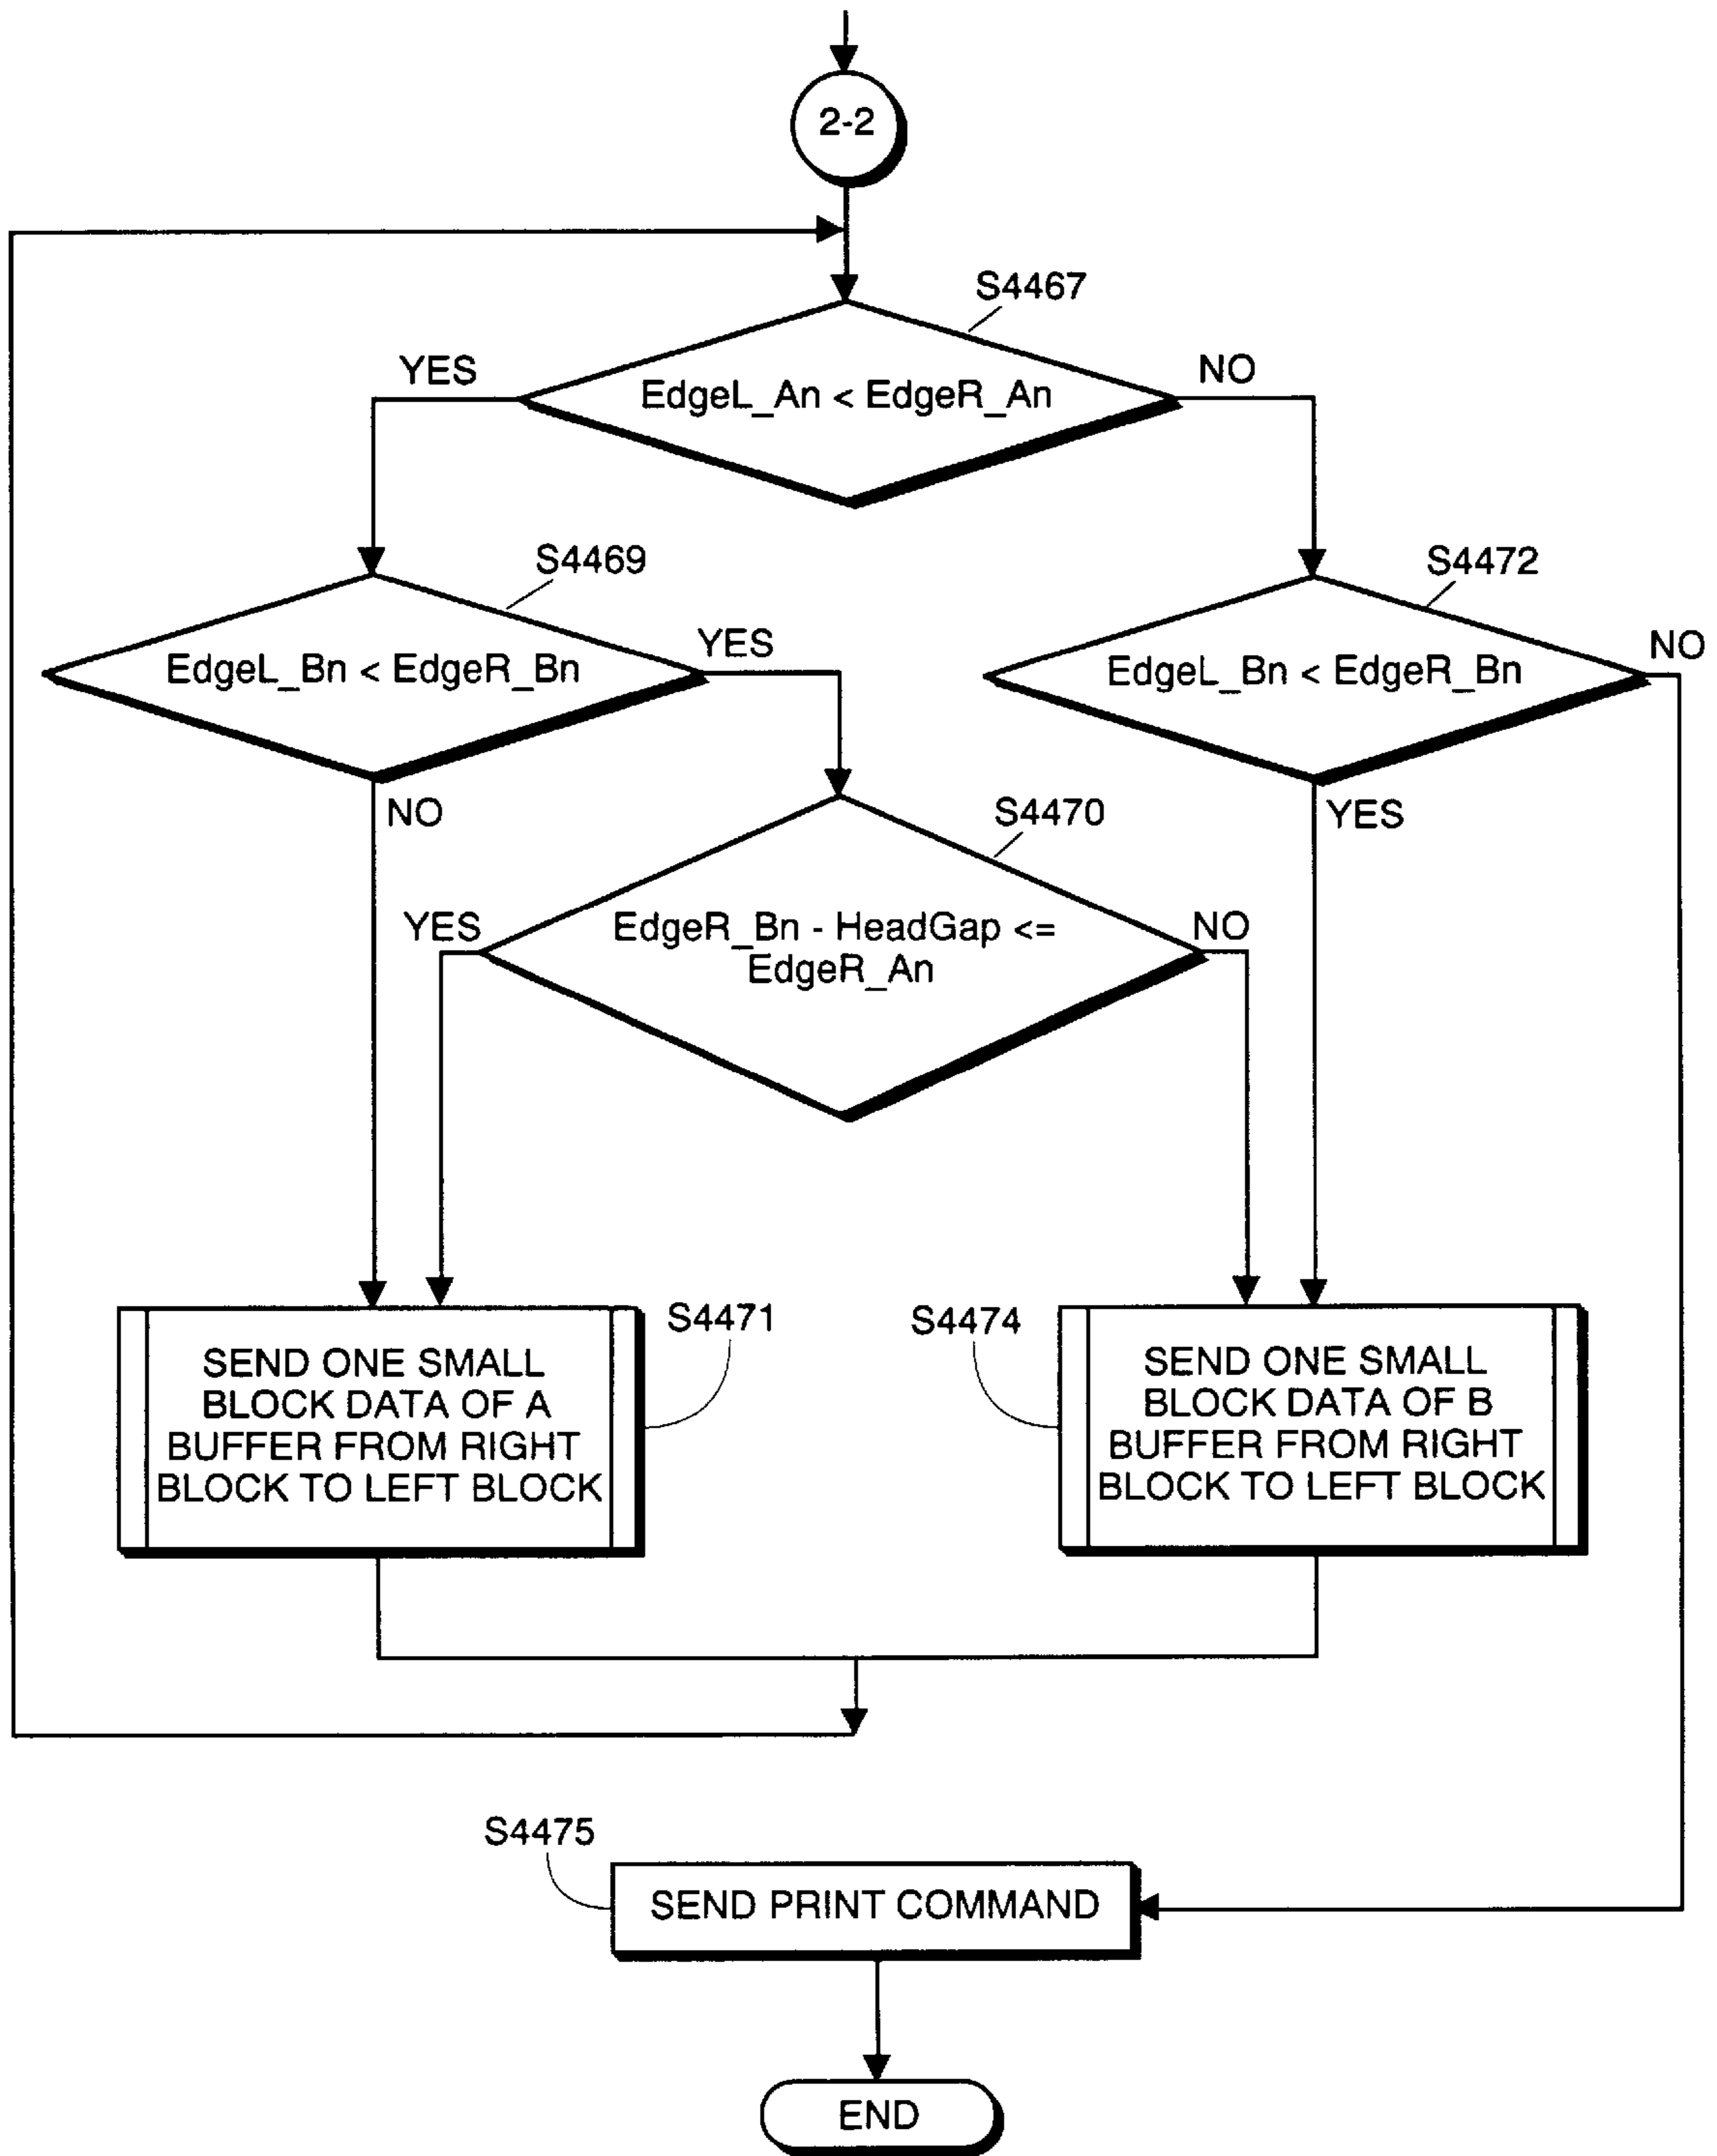 2-2
S4467
YES
NO
EdgeL_An < EdgeR_An
S4469
S4472
YES
NO
EdgeL_Bn < EdgeR_Bn
EdgeL_Bn < EdgeR_Bn
NO
S4470
YES
YES
EdgeR_Bn - HeadGap <=
EdgeR_An
NO
S4471
S4474
SEND ONE SMALL
BLOCK DATA OF A
BUFFER FROM RIGHT
BLOCK TO LEFT BLOCK
SEND ONE SMALL
BLOCK DATA OF B
BUFFER FROM RIGHT
BLOCK TO LEFT BLOCK
S4475
SEND PRINT COMMAND
END